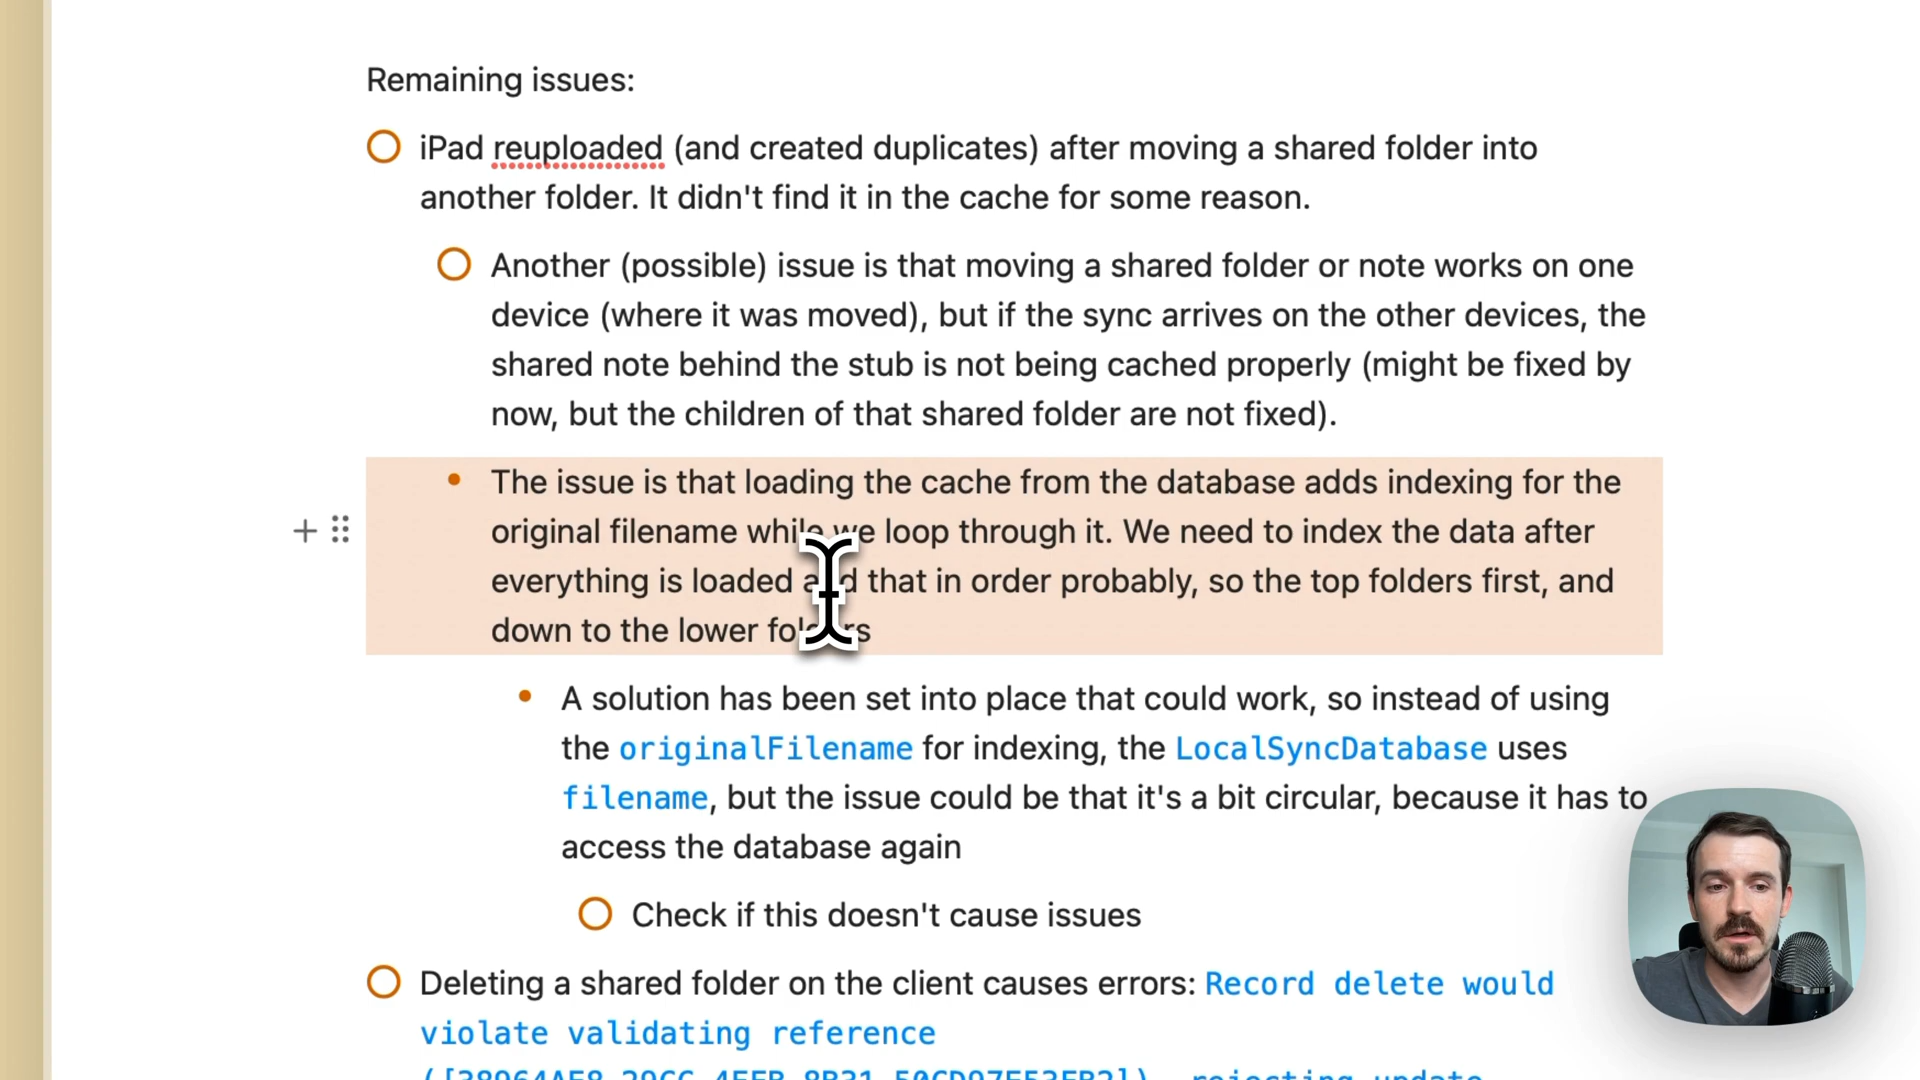 Remaining issues:
iPad reuploaded (and created duplicates) after moving a shared folder into
another folder. It didn't find it in the cache for some reason.
Another (possible) issue is that moving a shared folder or note works on one
device (where it was moved), but if the sync arrives on the other devices, the
shared note behind the stub is not being cached properly (might be fixed by
now, but the children of that shared folder are not fixed).
The issue is that loading the cache from the database adds indexing for the
original filename while we loop through it. We need to index the data after
everything is loaded and that in order probably, so the top folders first, and
down to the lower folders
A solution has been set into place that could work, so instead of using
the originalFilename for indexing, the LocalSyncDatabase uses
filename, but the issue could be that it's a bit circular, because it has to
access the database again
Check if this doesn't cause issues
Deleting a shared folder on the client causes errors: Record delete would
violate validating reference
rejecting update